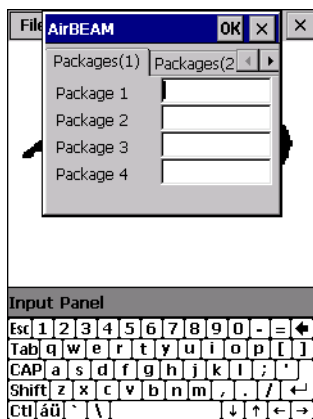 File AirBEAM OK × ×
Packages(1) Packages(2
Package 1
Package 2
Package 3
Package 4
Input Panel
Esc 1 2 3 4 5 6 7 8 9 0 - =
Tab q w e r t y u i o p [ ]
CAP a s d f g h j k l ; '
Shift z x c v b n m , . /
Ctl áü ` \